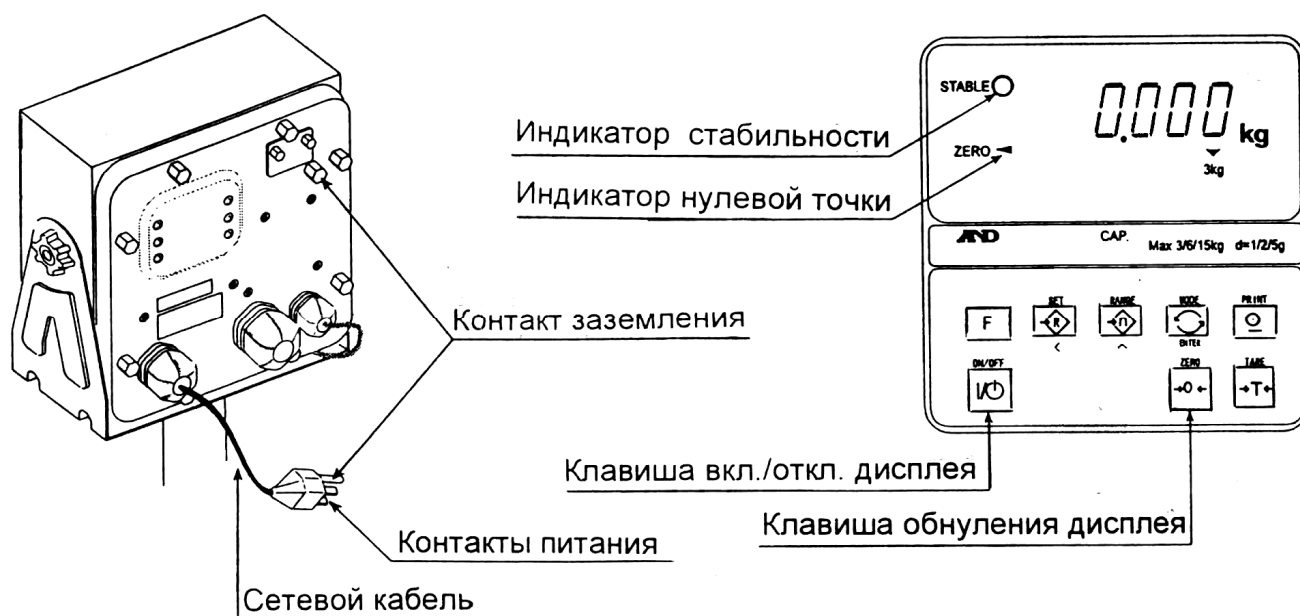 STABLE
0.000 kg
Индикатор стабильности
ZERO
3kg
Индикатор нулевой точки
AND CAP. Max 3/6/15kg d=1/2/5g
SET RANGE MODE PRINT
F →R← →n←
Контакт заземления
ENTER
ON/OFF ZERO TARE
I/⏻ →0← →T←
Клавиша вкл./откл. дисплея
Клавиша обнуления дисплея
Контакты питания
Сетевой кабель